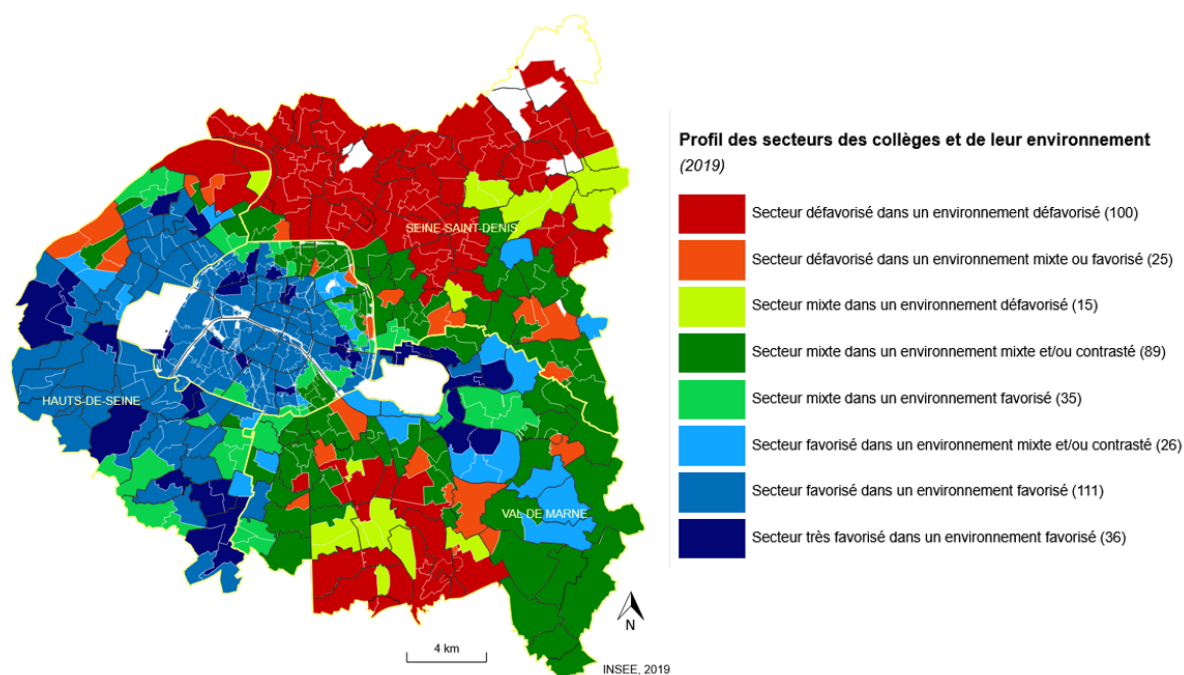 Profil des secteurs des collèges et de leur environnement
(2019)
Secteur défavorisé dans un environnement défavorisé (100)
Secteur défavorisé dans un environnement mixte ou favorisé (25)
Secteur mixte dans un environnement défavorisé (15)
Secteur mixte dans un environnement mixte et/ou contrasté (89)
Secteur mixte dans un environnement favorisé (35)
Secteur favorisé dans un environnement mixte et/ou contrasté (26)
Secteur favorisé dans un environnement favorisé (111)
Secteur très favorisé dans un environnement favorisé (36)
SEINE-SAINT-DENIS
HAUTS-DE-SEINE
VAL DE MARNE
N
4 km
INSEE, 2019